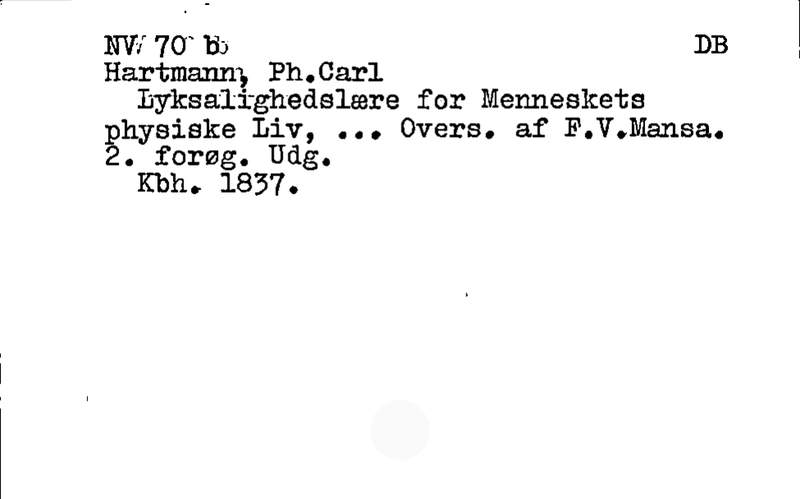 NV 70 b DB
Hartmann, Ph.Carl
Lyksalighedslære for Menneskets
physiske Liv, ... Overs. af F.V.Mansa.
2. forøg. Udg.
Kbh. 1837.